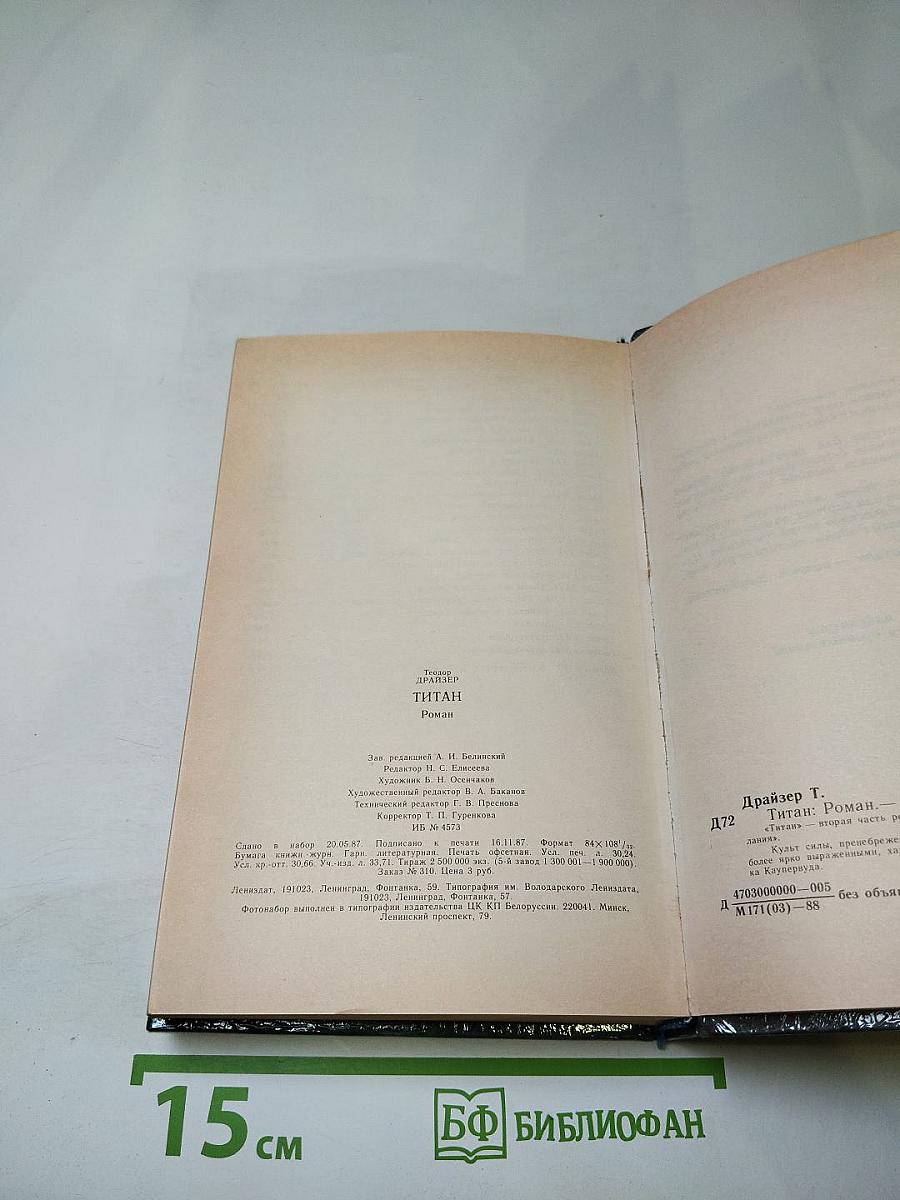 Теодор
ДРАЙЗЕР
ТИТАН
Роман
Зав. редакцией А. И. Белинский
Редактор Н. С. Елисеева
Художник Б. Н. Осенчаков
Художественный редактор В. А. Баканов
Технический редактор Г. В. Преснова
Корректор Т. П. Гуренкова
ИБ № 4573
Сдано в набор 20.05.87. Подписано к печати 16.11.87. Формат 84×108¹/₃₂.
Бумага книжн.-журн. Гарн. литературная. Печать офсетная. Усл. печ. л. 30,24.
Усл. кр.-отт. 30,66. Уч.-изд. л. 33,71. Тираж 2 500 000 экз. (5-й завод 1 300 001—1 900 000).
Заказ № 310. Цена 3 руб.
Лениздат, 191023, Ленинград, Фонтанка, 59. Типография им. Володарского Лениздата,
191023, Ленинград, Фонтанка, 57.
Фотонабор выполнен в типографии издательства ЦК КП Белоруссии. 220041. Минск,
Ленинский проспект, 79.
Драйзер Т.
Д72 Титан: Роман.—
«Титан» — вторая часть
лания».
Культ силы, пренебреже
более ярко выраженными, ха
ка Каупервуда.
Д 4703000000—005
М171(03)—88 без объя
15 см
БФ БИБЛИОФАН